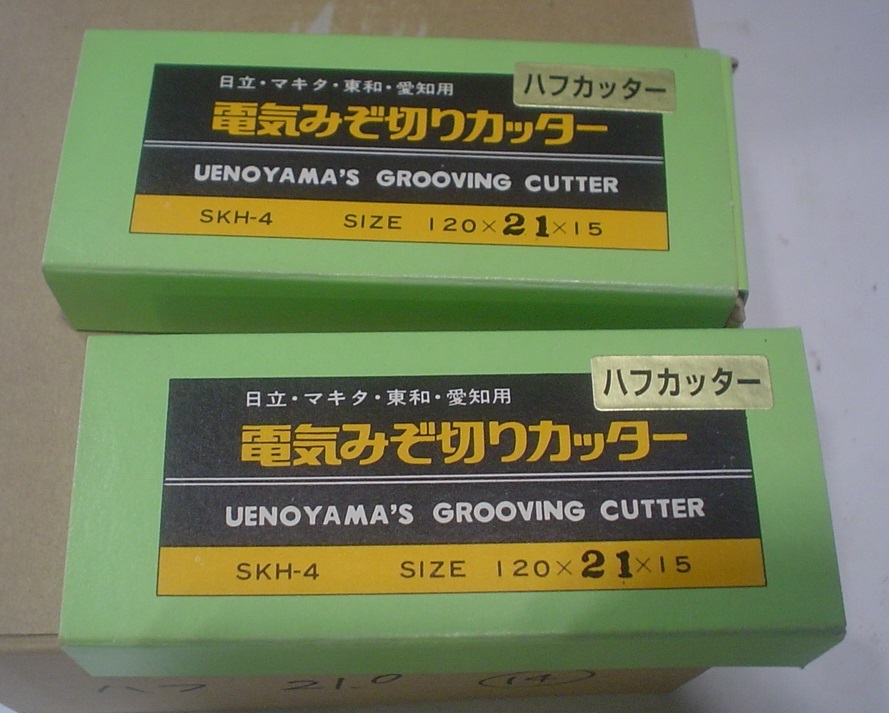 日立・マキタ・東和・愛知用
ハフカッター
電気みぞ切りカッター
UENOYAMA'S GROOVING CUTTER
SKH-4 SIZE 120×21×15
日立・マキタ・東和・愛知用
ハフカッター
電気みぞ切りカッター
UENOYAMA'S GROOVING CUTTER
SKH-4 SIZE 120×21×15
ハフ 21.0 (14)